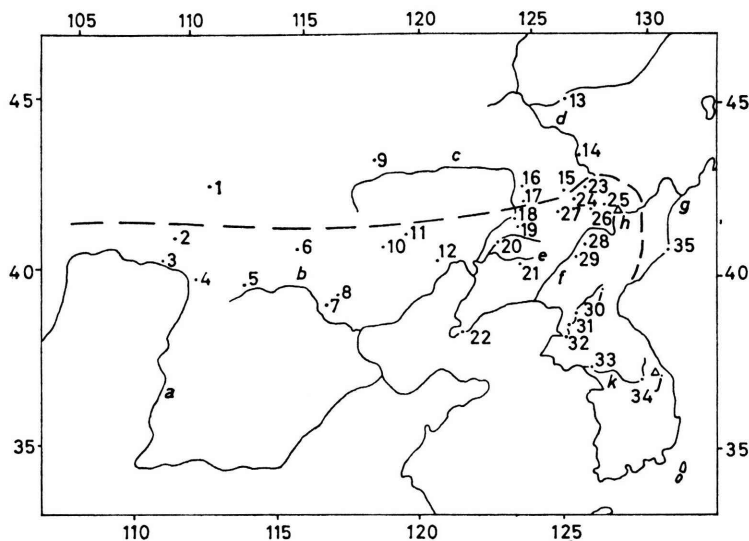 105 110 115 120 125 130
45 13 45
d
14
9 c
16 15 23
1 17 24 25 g
18 27 26 h
2 11 19
6 10 20 28 35
3 12 e
40 4 5 b 21 f 29 40
8
7 i
30
31
22 32
33
a k 34 j
35 35
110 115 120 125